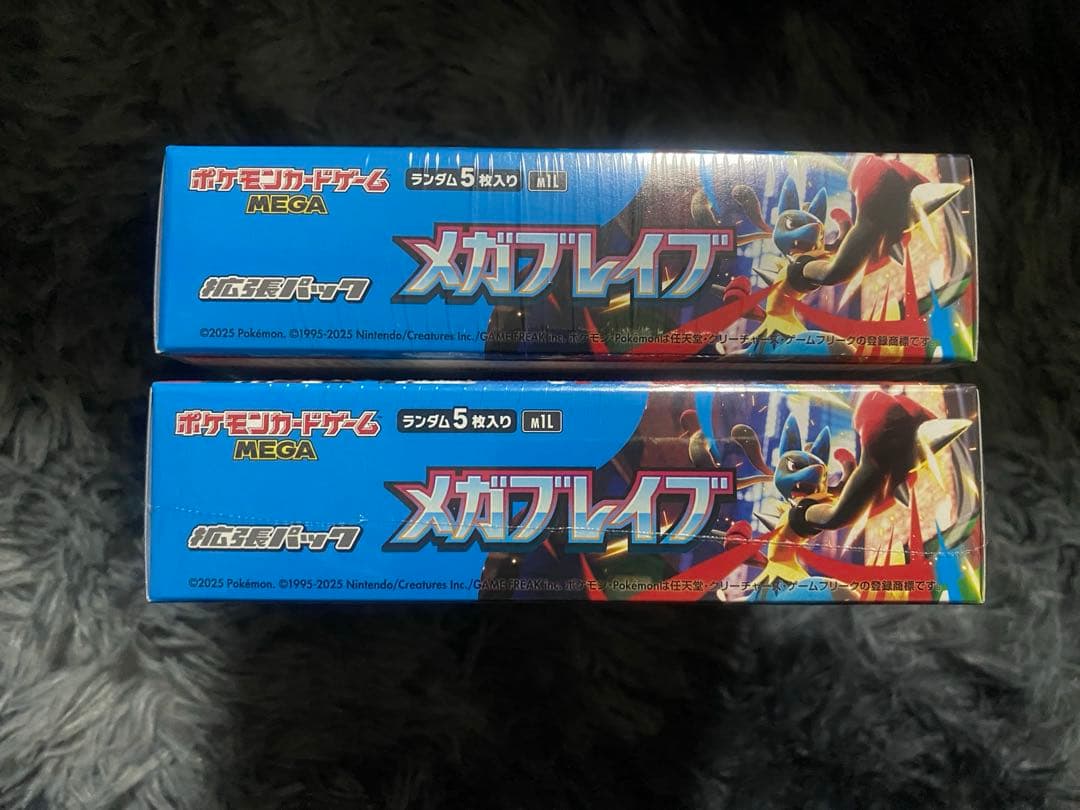 ポケモンカードゲーム
MEGA
ランダム5枚入り
M1L
メガブレイブ
拡張パック
©2025 Pokémon. ©1995-2025 Nintendo/Creatures Inc./GAME FREAK inc. ポケモン・Pokémonは任天堂・クリーチャーズ・ゲームフリークの登録商標です。
ポケモンカードゲーム
MEGA
ランダム5枚入り
M1L
メガブレイブ
拡張パック
©2025 Pokémon. ©1995-2025 Nintendo/Creatures Inc./GAME FREAK inc. ポケモン・Pokémonは任天堂・クリーチャーズ・ゲームフリークの登録商標です。